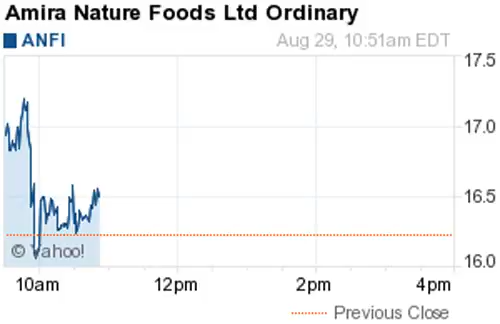 Amira Nature Foods Ltd Ordinary
ANFI Aug 29, 10:51am EDT
17.5
17.0
16.5
16.0
© Yahoo!
10am 12pm 2pm 4pm
Previous Close